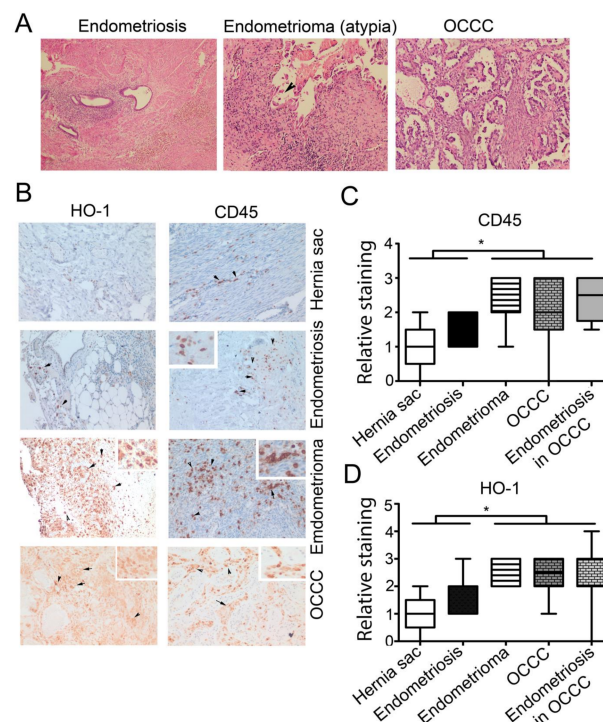 A
Endometriosis
Endometrioma (atypia)
OCCC
B
HO-1
CD45
Hernia sac
Endometriosis
Emdometrioma
OCCC
C
CD45
*
Relative staining
4
3
2
1
0
Hernia sac
Endometriosis
Endometrioma
OCCC
Endometriosis
in OCCC
D
HO-1
*
Relative staining
6
5
4
3
2
1
0
Hernia sac
Endometriosis
Endometrioma
OCCC
Endometriosis
in OCCC